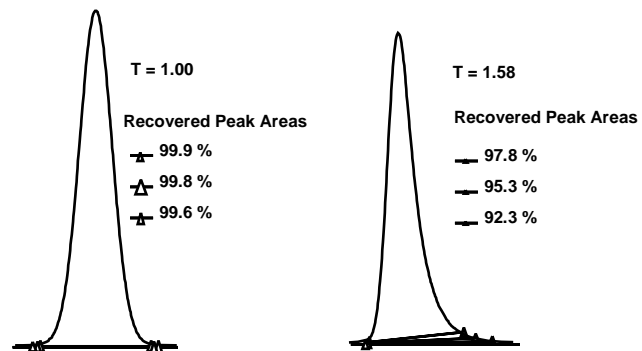 T = 1.00
Recovered Peak Areas
99.9 %
99.8 %
99.6 %
T = 1.58
Recovered Peak Areas
97.8 %
95.3 %
92.3 %